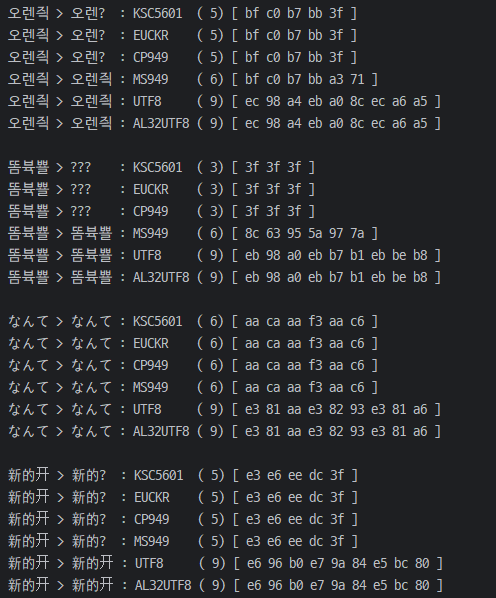 오렌즥 > 오렌? : KSC5601 ( 5) [ bf c0 b7 bb 3f ]
오렌즥 > 오렌? : EUCKR ( 5) [ bf c0 b7 bb 3f ]
오렌즥 > 오렌? : CP949 ( 5) [ bf c0 b7 bb 3f ]
오렌즥 > 오렌즥 : MS949 ( 6) [ bf c0 b7 bb a3 71 ]
오렌즥 > 오렌즥 : UTF8 ( 9) [ ec 98 a4 eb a0 8c ec a6 a5 ]
오렌즥 > 오렌즥 : AL32UTF8 ( 9) [ ec 98 a4 eb a0 8c ec a6 a5 ]
똠뷱뾸 > ??? : KSC5601 ( 3) [ 3f 3f 3f ]
똠뷱뾸 > ??? : EUCKR ( 3) [ 3f 3f 3f ]
똠뷱뾸 > ??? : CP949 ( 3) [ 3f 3f 3f ]
똠뷱뾸 > 똠뷱뾸 : MS949 ( 6) [ 8c 63 95 5a 97 7a ]
똠뷱뾸 > 똠뷱뾸 : UTF8 ( 9) [ eb 98 a0 eb b7 b1 eb be b8 ]
똠뷱뾸 > 똠뷱뾸 : AL32UTF8 ( 9) [ eb 98 a0 eb b7 b1 eb be b8 ]
なんて > なんて : KSC5601 ( 6) [ aa ca aa f3 aa c6 ]
なんて > なんて : EUCKR ( 6) [ aa ca aa f3 aa c6 ]
なんて > なんて : CP949 ( 6) [ aa ca aa f3 aa c6 ]
なんて > なんて : MS949 ( 6) [ aa ca aa f3 aa c6 ]
なんて > なんて : UTF8 ( 9) [ e3 81 aa e3 82 93 e3 81 a6 ]
なんて > なんて : AL32UTF8 ( 9) [ e3 81 aa e3 82 93 e3 81 a6 ]
新的开 > 新的? : KSC5601 ( 5) [ e3 e6 ee dc 3f ]
新的开 > 新的? : EUCKR ( 5) [ e3 e6 ee dc 3f ]
新的开 > 新的? : CP949 ( 5) [ e3 e6 ee dc 3f ]
新的开 > 新的? : MS949 ( 5) [ e3 e6 ee dc 3f ]
新的开 > 新的开 : UTF8 ( 9) [ e6 96 b0 e7 9a 84 e5 bc 80 ]
新的开 > 新的开 : AL32UTF8 ( 9) [ e6 96 b0 e7 9a 84 e5 bc 80 ]